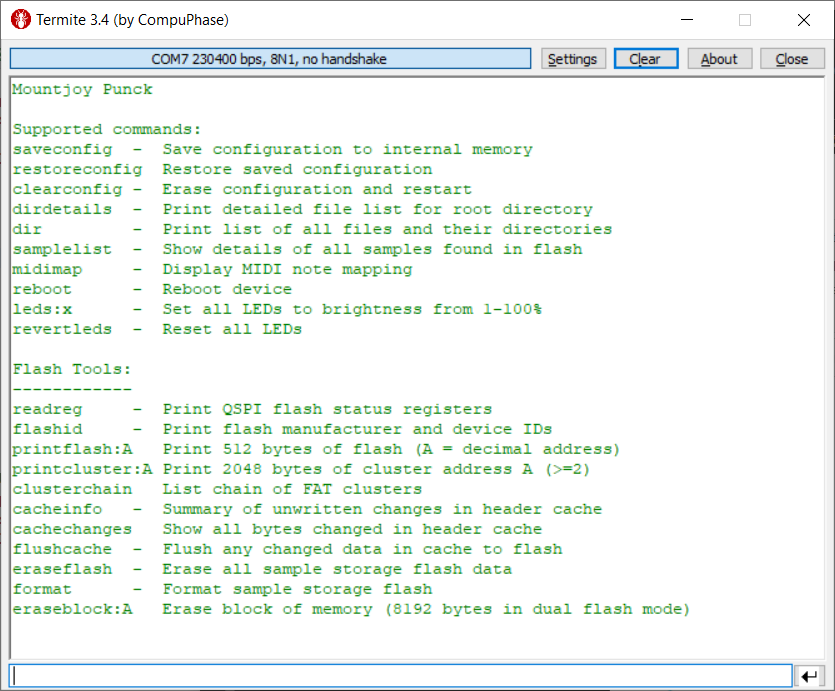 Termite 3.4 (by CompuPhase)
COM7 230400 bps, 8N1, no handshake Settings Clear About Close
Mountjoy Punck
Supported commands:
saveconfig  -  Save configuration to internal memory
restoreconfig  Restore saved configuration
clearconfig -  Erase configuration and restart
dirdetails  -  Print detailed file list for root directory
dir         -  Print list of all files and their directories
samplelist  -  Show details of all samples found in flash
midimap     -  Display MIDI note mapping
reboot      -  Reboot device
leds:x      -  Set all LEDs to brightness from 1-100%
revertleds  -  Reset all LEDs
Flash Tools:
------------
readreg     -  Print QSPI flash status registers
flashid     -  Print flash manufacturer and device IDs
printflash:A   Print 512 bytes of flash (A = decimal address)
printcluster:A Print 2048 bytes of cluster address A (>=2)
clusterchain   List chain of FAT clusters
cacheinfo   -  Summary of unwritten changes in header cache
cachechanges   Show all bytes changed in header cache
flushcache  -  Flush any changed data in cache to flash
eraseflash  -  Erase all sample storage flash data
format      -  Format sample storage flash
eraseblock:A   Erase block of memory (8192 bytes in dual flash mode)